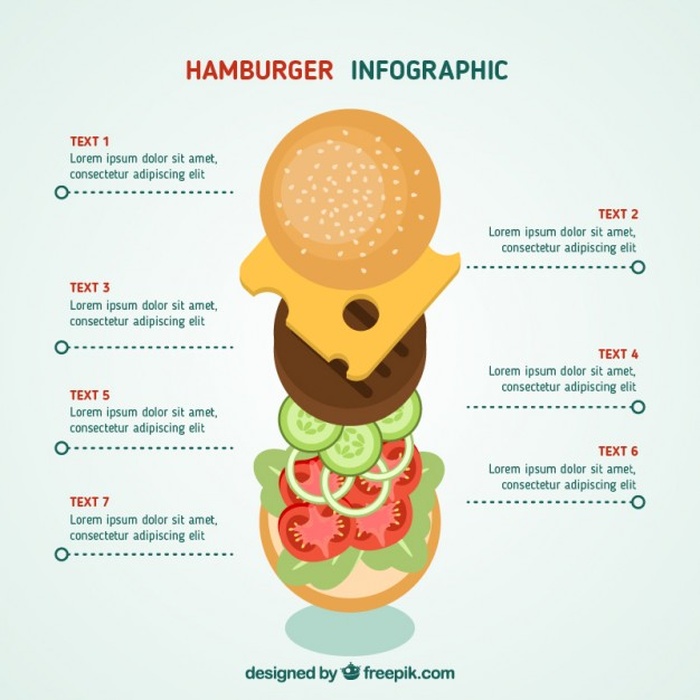 HAMBURGER INFOGRAPHIC
TEXT 1
Lorem ipsum dolor sit amet,
consectetur adipiscing elit
TEXT 2
Lorem ipsum dolor sit amet,
consectetur adipiscing elit
TEXT 3
Lorem ipsum dolor sit amet,
consectetur adipiscing elit
TEXT 4
Lorem ipsum dolor sit amet,
consectetur adipiscing elit
TEXT 5
Lorem ipsum dolor sit amet,
consectetur adipiscing elit
TEXT 6
Lorem ipsum dolor sit amet,
consectetur adipiscing elit
TEXT 7
Lorem ipsum dolor sit amet,
consectetur adipiscing elit
designed by freepik.com